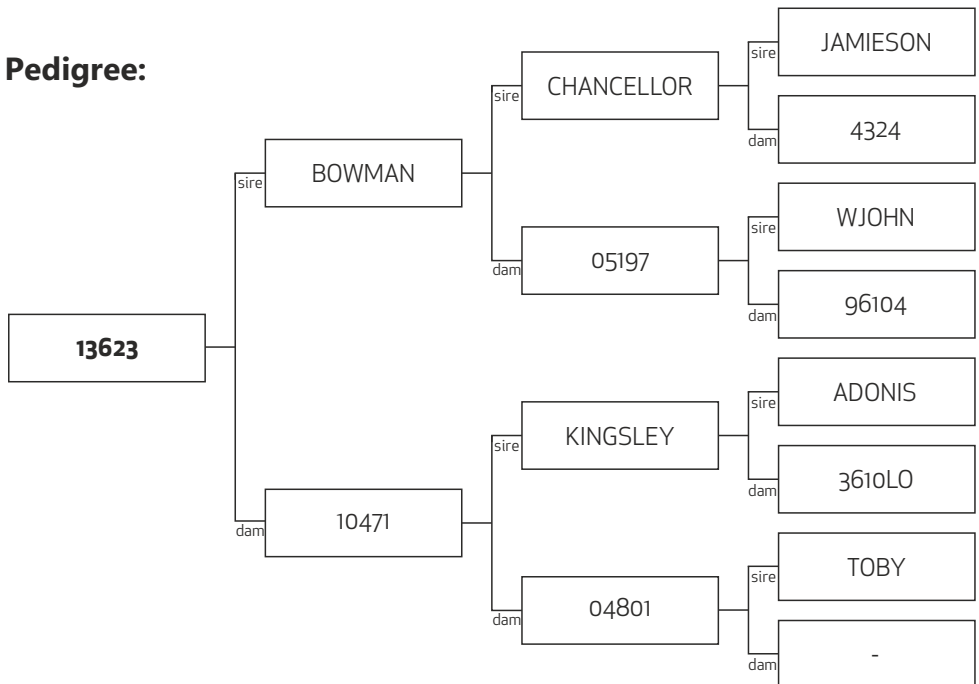 Pedigree:
13623
sire
BOWMAN
dam
10471
sire
CHANCELLOR
dam
05197
sire
KINGSLEY
dam
04801
sire
JAMIESON
dam
4324
sire
WJOHN
dam
96104
sire
ADONIS
dam
3610LO
sire
TOBY
dam
-